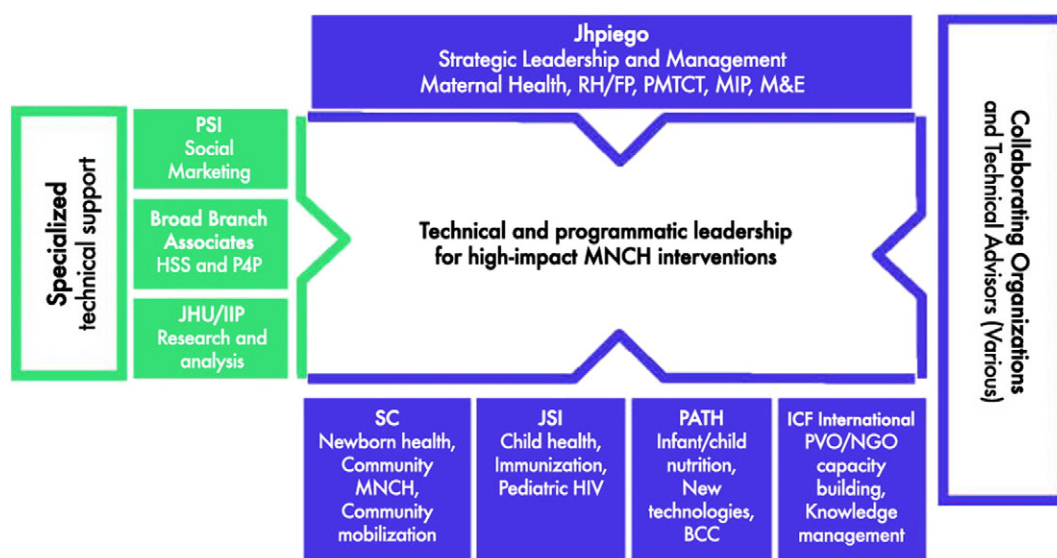 Jhpiego
Strategic Leadership and Management
Maternal Health, RH/FP, PMTCT, MIP, M&E
Specialized
technical support
PSI
Social
Marketing
Broad Branch
Associates
HSS and P4P
JHU/IIP
Research and
analysis
Technical and programmatic leadership
for high-impact MNCH interventions
Collaborating Organizations
and Technical Advisors (Various)
SC
Newborn health,
Community
MNCH,
Community
mobilization
JSI
Child health,
Immunization,
Pediatric HIV
PATH
Infant/child
nutrition,
New
technologies,
BCC
ICF International
PVO/NGO
capacity
building,
Knowledge
management